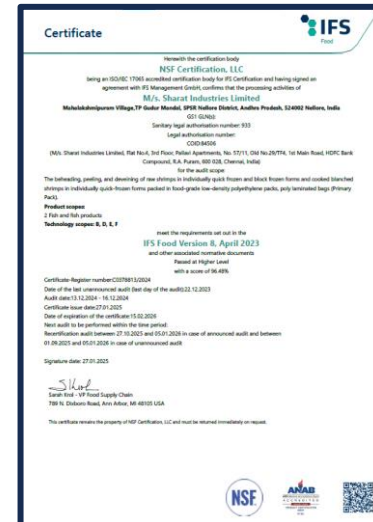 Certificate
IFS
Food
Herewith the certification body
NSF Certification, LLC
being an ISO/IEC 17065 accredited certification body for IFS Certification and having signed an
agreement with IFS Management GmbH, confirms that the processing activities of
M/s. Sharat Industries Limited
Mahalakshmipuram Village,TP Gudur Mandal, SPSR Nellore District, Andhra Pradesh, 524002 Nellore, India
GS1 GLN(s):
Sanitary legal authorisation number: 933
Legal authorisation number:
COID:84506
(M/s. Sharat Industries Limited, Flat No.4, 3rd Floor, Pallavi Apartments, No. 57/11, Old No.29/TF4, 1st Main Road, HDFC Bank
Compound, R.A. Puram, 600 028, Chennai, India)
for the audit scope:
The beheading, peeling, and deveining of raw shrimps in individually quick frozen and block frozen forms and cooked blanched
shrimps in individually quick-frozen forms packed in food-grade low-density polyethylene packs, poly laminated bags (Primary
Pack).
Product scopes:
2 Fish and fish products
Technology scopes: B, D, E, F
meet the requirements set out in the
IFS Food Version 8, April 2023
and other associated normative documents
Passed at Higher Level
with a score of 96.48%
Certificate-Register number:C0378813/2024
Date of the last unannounced audit (last day of the audit):22.12.2023
Audit date:13.12.2024 - 16.12.2024
Certificate issue date:27.01.2025
Date of expiration of the certificate:15.02.2026
Next audit to be performed within the time period:
Recertification audit between 27.10.2025 and 05.01.2026 in case of announced audit and between
01.09.2025 and 05.01.2026 in case of unannounced audit
Signature date: 27.01.2025
Sarah Krol - VP Food Supply Chain
789 N. Dixboro Road, Ann Arbor, MI 48105 USA
This certificate remains the property of NSF Certification, LLC and must be returned immediately on request.
NSF
ANAB
ACCREDITED